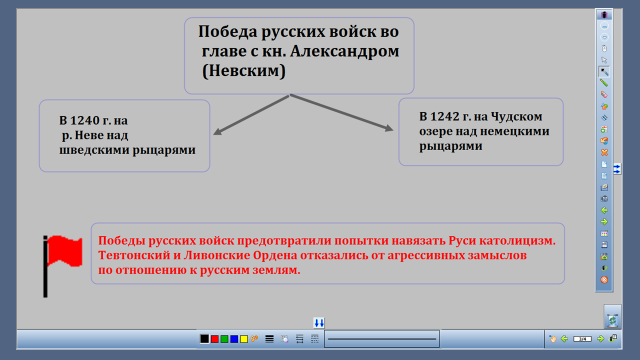 Победа русских войск во
главе с кн. Александром
(Невским)
В 1240 г. на
р. Неве над
шведскими рыцарями
В 1242 г. на Чудском
озере над немецкими
рыцарями
Победы русских войск предотвратили попытки навязать Руси католицизм.
Тевтонский и Ливонские Ордена отказались от агрессивных замыслов
по отношению к русским землям.